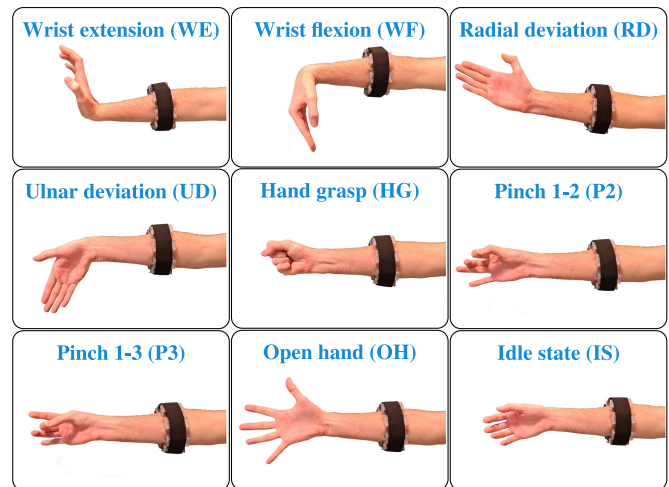 Wrist extension (WE)
Wrist flexion (WF)
Radial deviation (RD)
Ulnar deviation (UD)
Hand grasp (HG)
Pinch 1-2 (P2)
Pinch 1-3 (P3)
Open hand (OH)
Idle state (IS)